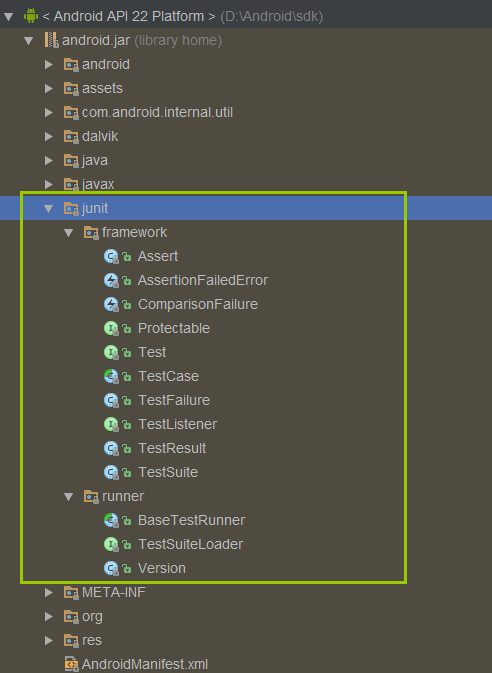 < Android API 22 Platform > (D:\Android\sdk)
android.jar (library home)
android
assets
com.android.internal.util
dalvik
java
javax
junit
framework
Assert
AssertionFailedError
ComparisonFailure
Protectable
Test
TestCase
TestFailure
TestListener
TestResult
TestSuite
runner
BaseTestRunner
TestSuiteLoader
Version
META-INF
org
res
AndroidManifest.xml